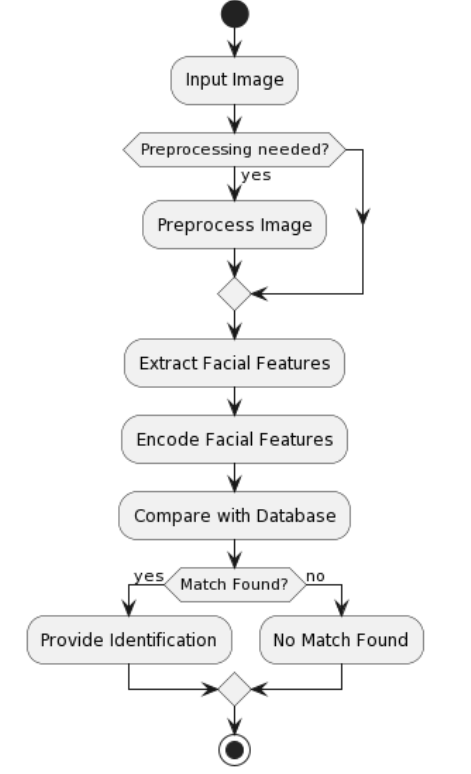 Input Image
Preprocessing needed?
yes
Preprocess Image
Extract Facial Features
Encode Facial Features
Compare with Database
yes
Match Found?
no
Provide Identification
No Match Found